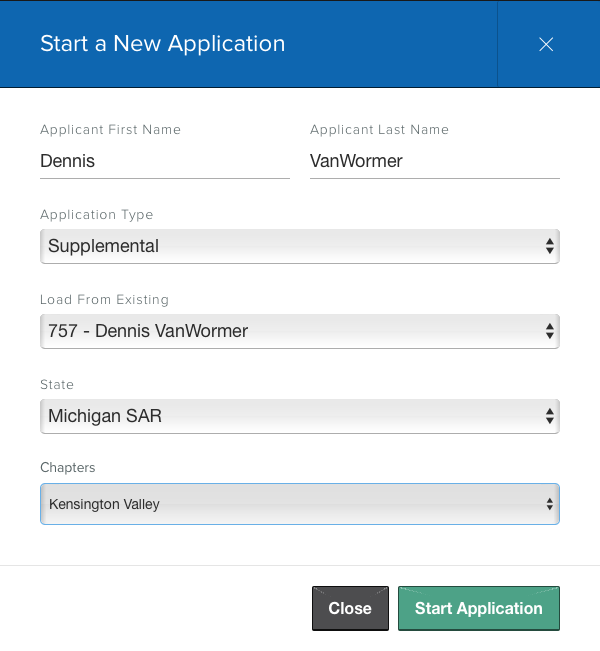 Start a New Application
Applicant First Name Applicant Last Name
Dennis VanWormer
Application Type
Supplemental
Load From Existing
757 - Dennis VanWormer
State
Michigan SAR
Chapters
Kensington Valley
Close Start Application